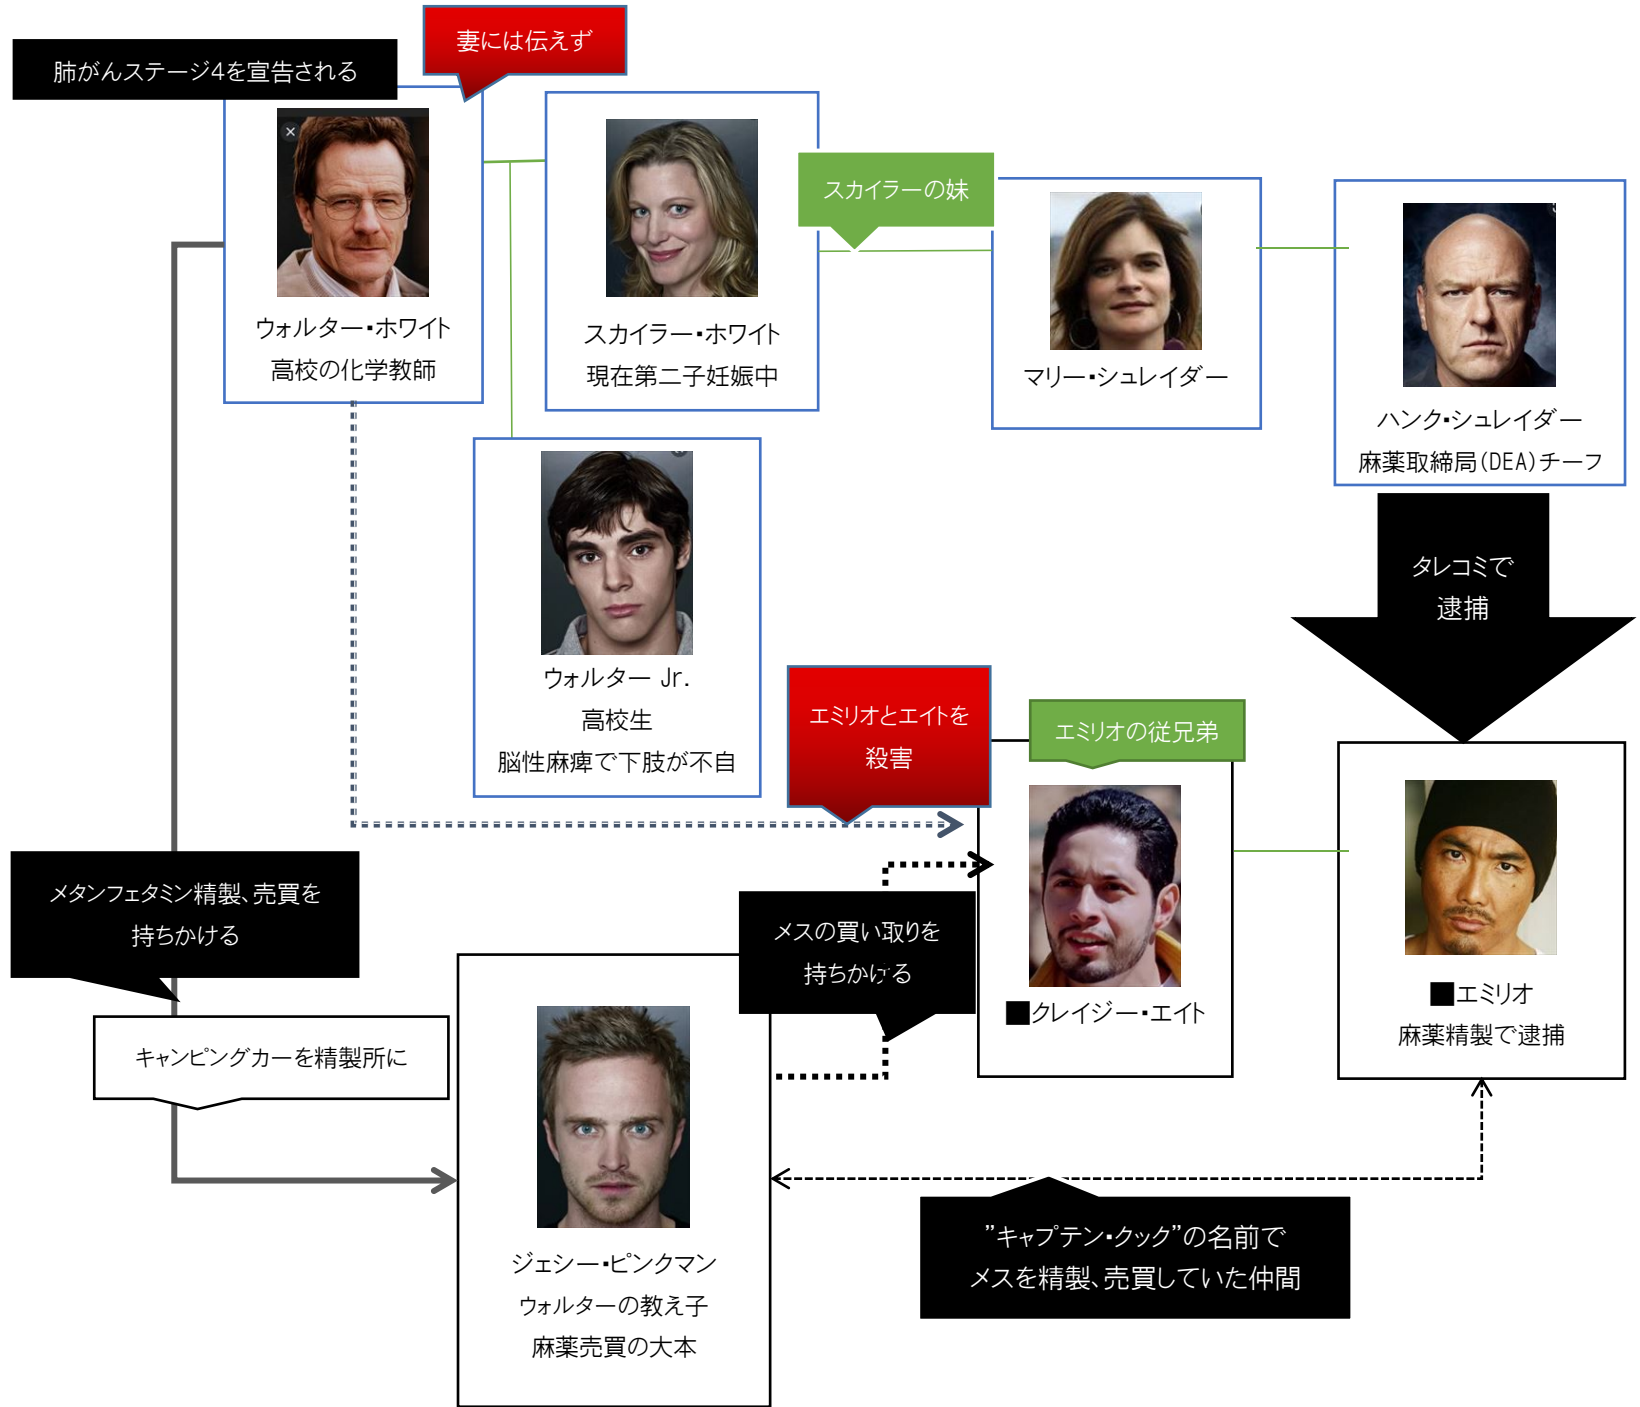 妻には伝えず
肺がんステージ4を宣告される
スカイラーの妹
ウォルター・ホワイト
高校の化学教師
スカイラー・ホワイト
現在第二子妊娠中
マリー・シュレイダー
ハンク・シュレイダー
麻薬取締局(DEA)チーフ
タレコミで
逮捕
ウォルター Jr.
高校生
脳性麻痺で下肢が不自
エミリオとエイトを
殺害
エミリオの従兄弟
メタンフェタミン精製、売買を
持ちかける
メスの買い取りを
持ちかける
■クレイジー・エイト
■エミリオ
麻薬精製で逮捕
キャンピングカーを精製所に
ジェシー・ピンクマン
ウォルターの教え子
麻薬売買の大本
”キャプテン・クック”の名前で
メスを精製、売買していた仲間